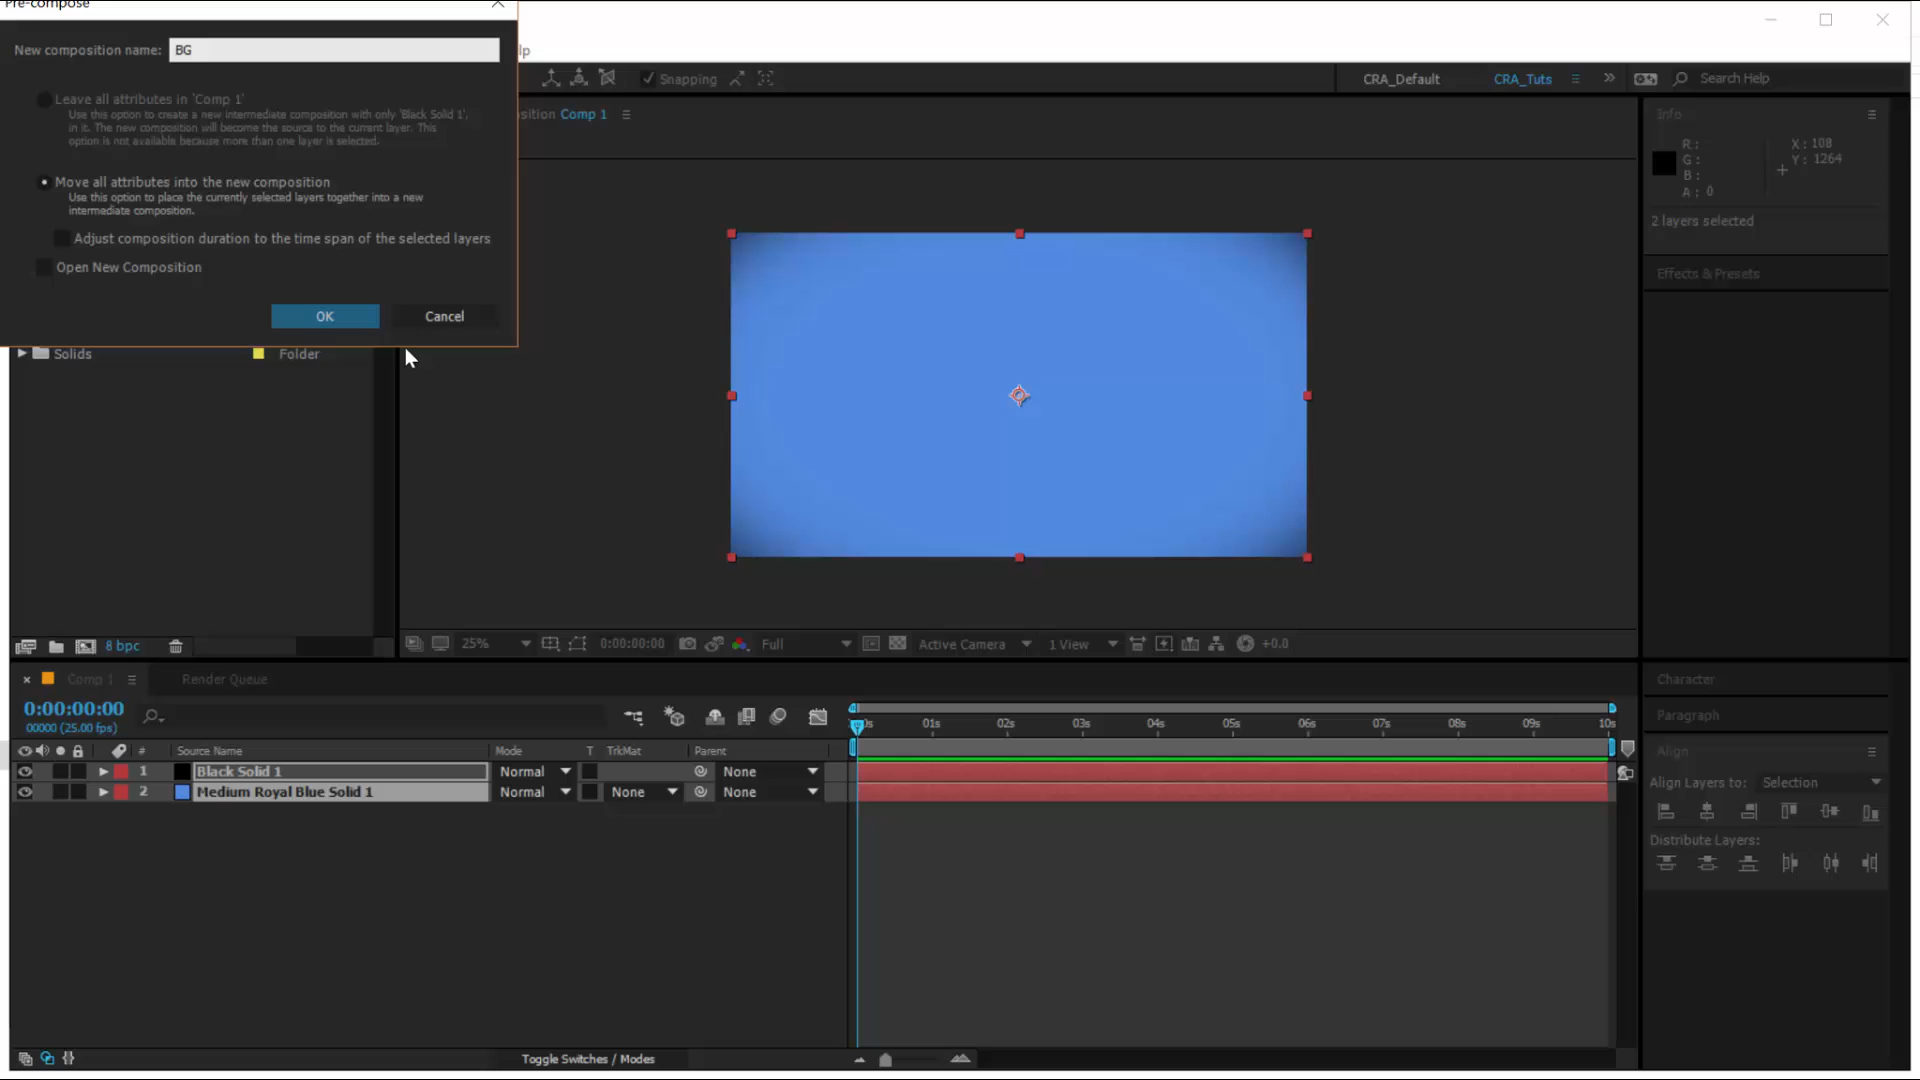 Pre-compose
New composition name: BG
Leave all attributes in 'Comp 1'
Use this option to create a new intermediate composition with only 'Black Solid 1',
in it. The new composition will become the source to the current layer. This
option is not available because more than one layer is selected.
Move all attributes into the new composition
Use this option to place the currently selected layers together into a new
intermediate composition.
Adjust composition duration to the time span of the selected layers
Open New Composition
OK
Cancel
lp
Snapping
CRA_Default
CRA_Tuts
Search Help
sition Comp 1
Info
R:
G:
B:
A: 0
X: 108
Y: 1264
2 layers selected
Effects & Presets
Solids
Folder
8 bpc
25%
0:00:00:00
Full
Active Camera
1 View
+0.0
Comp 1
Render Queue
0:00:00:00
00000 (25.00 fps)
0s 01s 02s 03s 04s 05s 06s 07s 08s 09s 10s
# Source Name Mode T TrkMat Parent
1 Black Solid 1 Normal None
2 Medium Royal Blue Solid 1 Normal None None
Toggle Switches / Modes
Character
Paragraph
Align
Align Layers to: Selection
Distribute Layers: